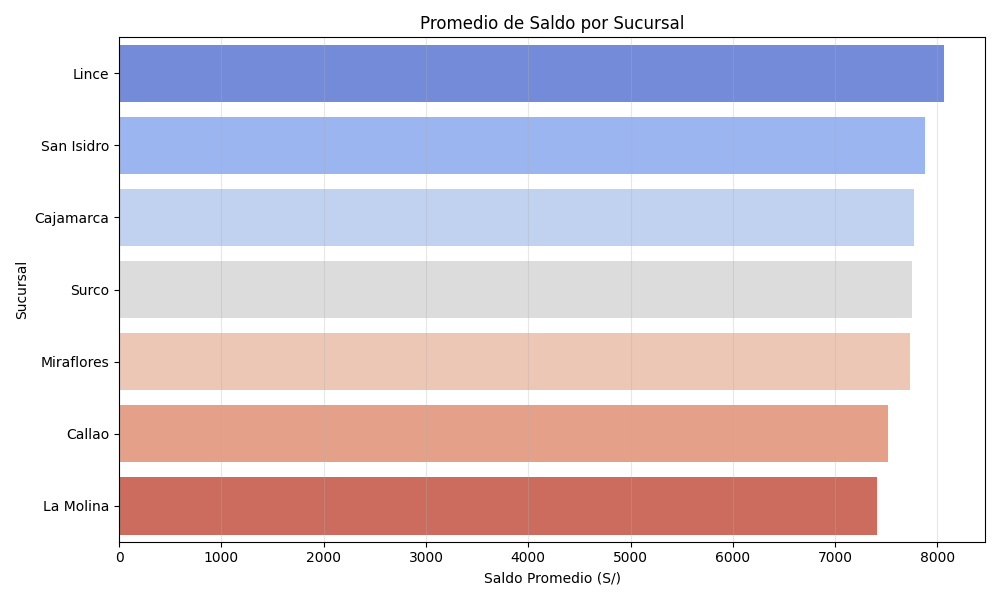 Promedio de Saldo por Sucursal
Sucursal
Lince
San Isidro
Cajamarca
Surco
Miraflores
Callao
La Molina
0 1000 2000 3000 4000 5000 6000 7000 8000
Saldo Promedio (S/)